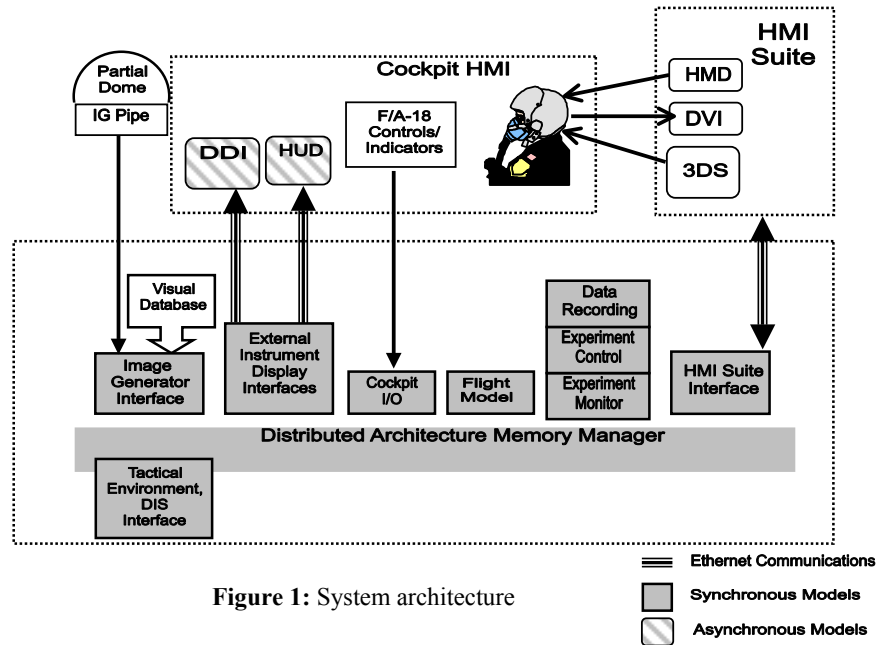 Partial
Dome
IG Pipe
Cockpit HMI
DDI
HUD
F/A-18
Controls/
Indicators
HMI
Suite
HMD
DVI
3DS
Visual
Database
Image
Generator
Interface
External
Instrument
Display
Interfaces
Cockpit
I/O
Flight
Model
Data
Recording
Experiment
Control
Experiment
Monitor
HMI Suite
Interface
Distributed Architecture Memory Manager
Tactical
Environment,
DIS
Interface
Ethernet Communications
Synchronous Models
Asynchronous Models
Figure 1: System architecture